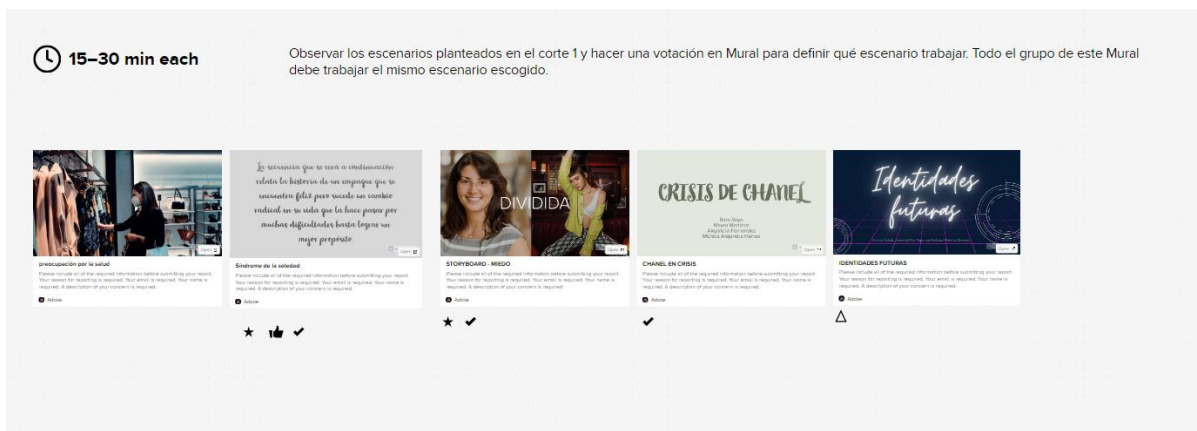 15–30 min each
Observar los escenarios planteados en el corte 1 y hacer una votación en Mural para definir qué escenario trabajar. Todo el grupo de este Mural
debe trabajar el mismo escenario escogido.
La secuencia que se verá a continuación
relata la historia de un empaque que se
encuentra feliz pero sucede un cambio
radical en su vida que la hace pasar por
muchas dificultades hasta lograr un
mejor propósito.
DIVIDIDA
CRISIS DE CHANEL
Identidades
futuras
preocupación por la salud
Please include all of the required information before submitting your report.
Your reason for reporting is required. Your email is required. Your name is
required. A description of your concern is required.
Adobe
Síndrome de la soledad
Please include all of the required information before submitting your report.
Your reason for reporting is required. Your email is required. Your name is
required. A description of your concern is required.
Adobe
STORYBOARD - MIEDO
Please include all of the required information before submitting your report.
Your reason for reporting is required. Your email is required. Your name is
required. A description of your concern is required.
Adobe
CHANEL EN CRISIS
Please include all of the required information before submitting your report.
Your reason for reporting is required. Your email is required. Your name is
required. A description of your concern is required.
Adobe
IDENTIDADES FUTURAS
Please include all of the required information before submitting your report.
Your reason for reporting is required. Your email is required. Your name is
required. A description of your concern is required.
Adobe